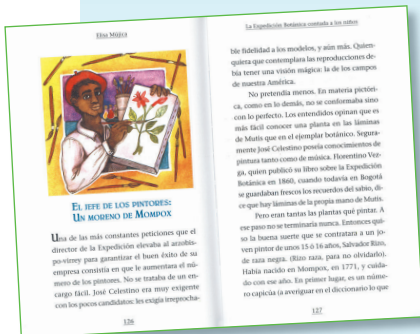 Elisa Mújica
EL JEFE DE LOS PINTORES:
UN MORENO DE MOMPOX
Una de las más constantes peticiones que el
director de la Expedición elevaba al arzobis-
po-virrey para garantizar el buen éxito de su
empresa consistía en que le aumentara el nú-
mero de los pintores. No se trataba de un en-
cargo fácil. José Celestino era muy exigente
con los pocos candidatos: les exigía irreprocha-
126
La Expedición Botánica contada a los niños
ble fidelidad a los modelos, y aún más. Quien-
quiera que contemplara las reproducciones de-
bía tener una visión mágica: la de los campos
de nuestra América.
No pretendía menos. En materia pictóri-
ca, como en lo demás, no se conformaba sino
con lo perfecto. Los entendidos opinan que es
más fácil conocer una planta en las láminas
de Mutis que en el ejemplar botánico. Segura-
mente José Celestino poseía conocimientos de
pintura tanto como de música. Florentino Vez-
ga, quien publicó su libro sobre la Expedición
Botánica en 1860, cuando todavía en Bogotá
se guardaban frescos los recuerdos del sabio, di-
ce que hay láminas de la propia mano de Mutis.
Pero eran tantas las plantas qué pintar. A
ese paso no se terminaría nunca. Entonces qui-
so la buena suerte que se contratara a un jo-
ven pintor de unos 15 ó 16 años, Salvador Rizo,
de raza negra. (Rizo raza, para no olvidarlo).
Había nacido en Mompox, en 1771, y cuida-
do con ese año. En primer lugar, es un núme-
ro capicúa (a averiguar en el diccionario lo que
127